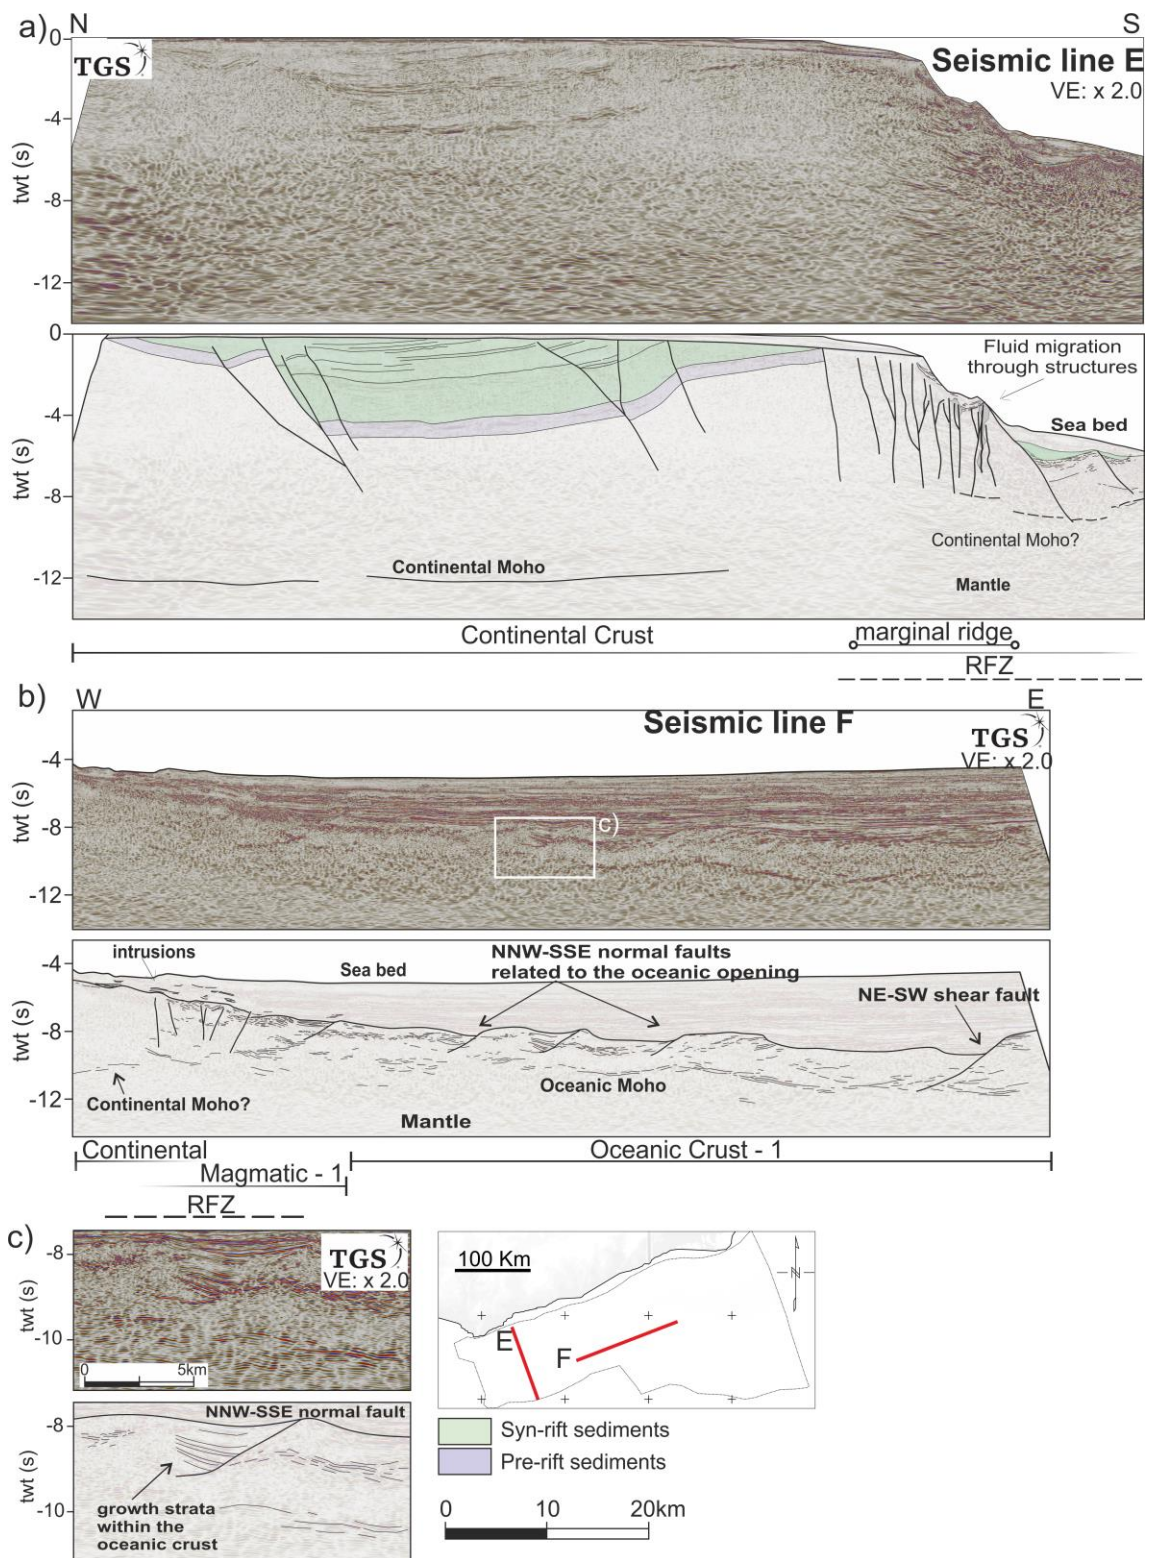 a) N
S
0
TGS
Seismic line E
VE: x 2.0
-4
twt (s)
-8
-12
0
Fluid migration
through structures
-4
Sea bed
twt (s)
-8
Continental Moho?
Continental Moho
-12
Mantle
Continental Crust
marginal ridge
RFZ
b) W
E
Seismic line F
TGS
VE: x 2.0
-4
twt (s)
-8
c)
-12
intrusions
NNW-SSE normal faults
related to the oceanic opening
-4
Sea bed
NE-SW shear fault
twt (s)
-8
Oceanic Moho
-12
Continental Moho?
Mantle
Continental
Oceanic Crust - 1
Magmatic - 1
RFZ
c)
-8
TGS
VE: x 2.0
twt (s)
-10
0 5km
NNW-SSE normal fault
-8
twt (s)
-10
growth strata
within the
oceanic crust
100 Km
N
E
F
Syn-rift sediments
Pre-rift sediments
0 10 20km